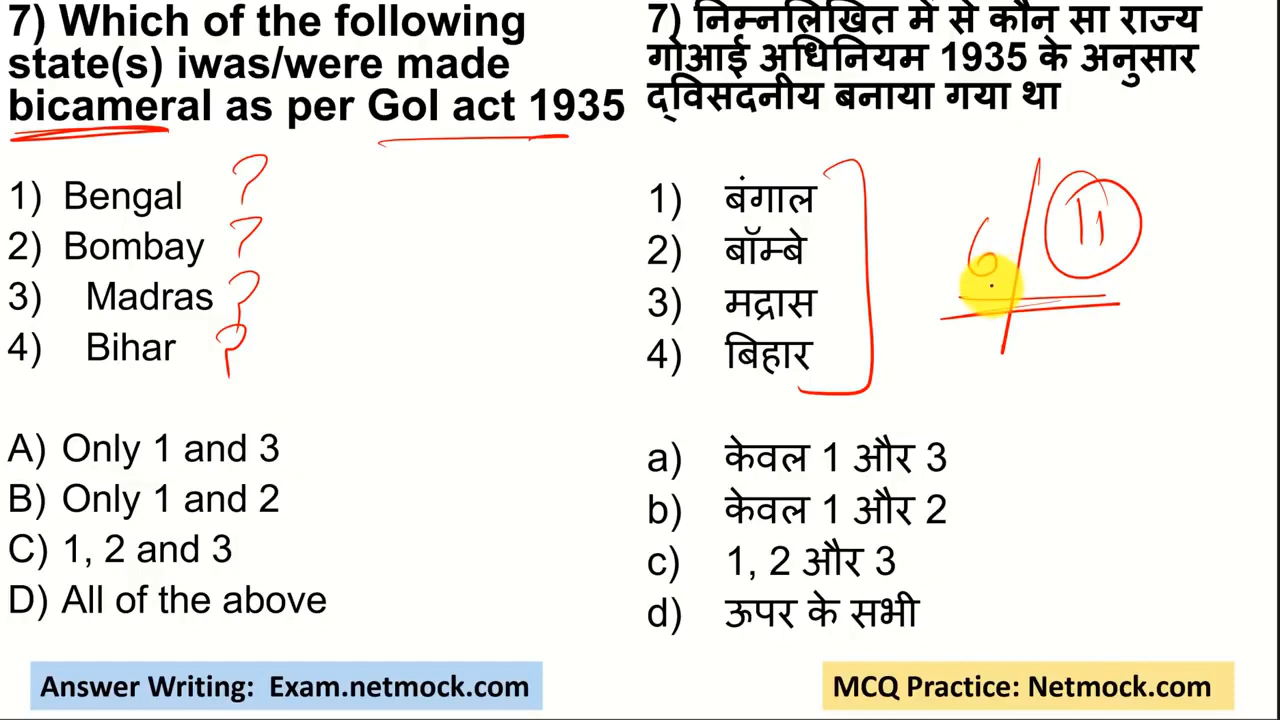 7) Which of the following
state(s) iwas/were made
bicameral as per GoI act 1935
1) Bengal
2) Bombay
3) Madras
4) Bihar
A) Only 1 and 3
B) Only 1 and 2
C) 1, 2 and 3
D) All of the above
7) निम्नलिखित में से कौन सा राज्य
गोआई अधिनियम 1935 के अनुसार
द्विसदनीय बनाया गया था
1) बंगाल
2) बॉम्बे
3) मद्रास
4) बिहार
a) केवल 1 और 3
b) केवल 1 और 2
c) 1, 2 और 3
d) ऊपर के सभी
? ? ? ?
6/11
Answer Writing: Exam.netmock.com
MCQ Practice: Netmock.com